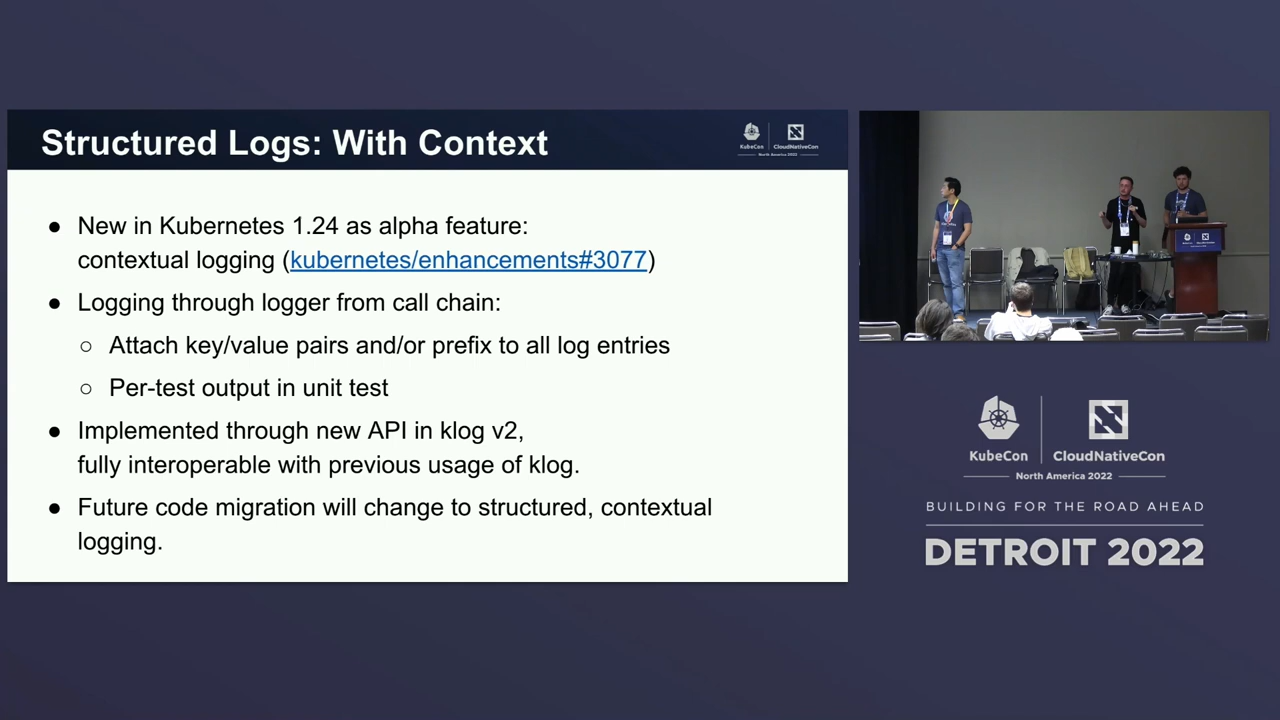 Structured Logs: With Context
KubeCon
CloudNativeCon
North America 2022
● New in Kubernetes 1.24 as alpha feature:
contextual logging (kubernetes/enhancements#3077)
● Logging through logger from call chain:
○ Attach key/value pairs and/or prefix to all log entries
○ Per-test output in unit test
● Implemented through new API in klog v2,
fully interoperable with previous usage of klog.
● Future code migration will change to structured, contextual
logging.
KubeCon
CloudNativeCon
North America 2022
BUILDING FOR THE ROAD AHEAD
DETROIT 2022